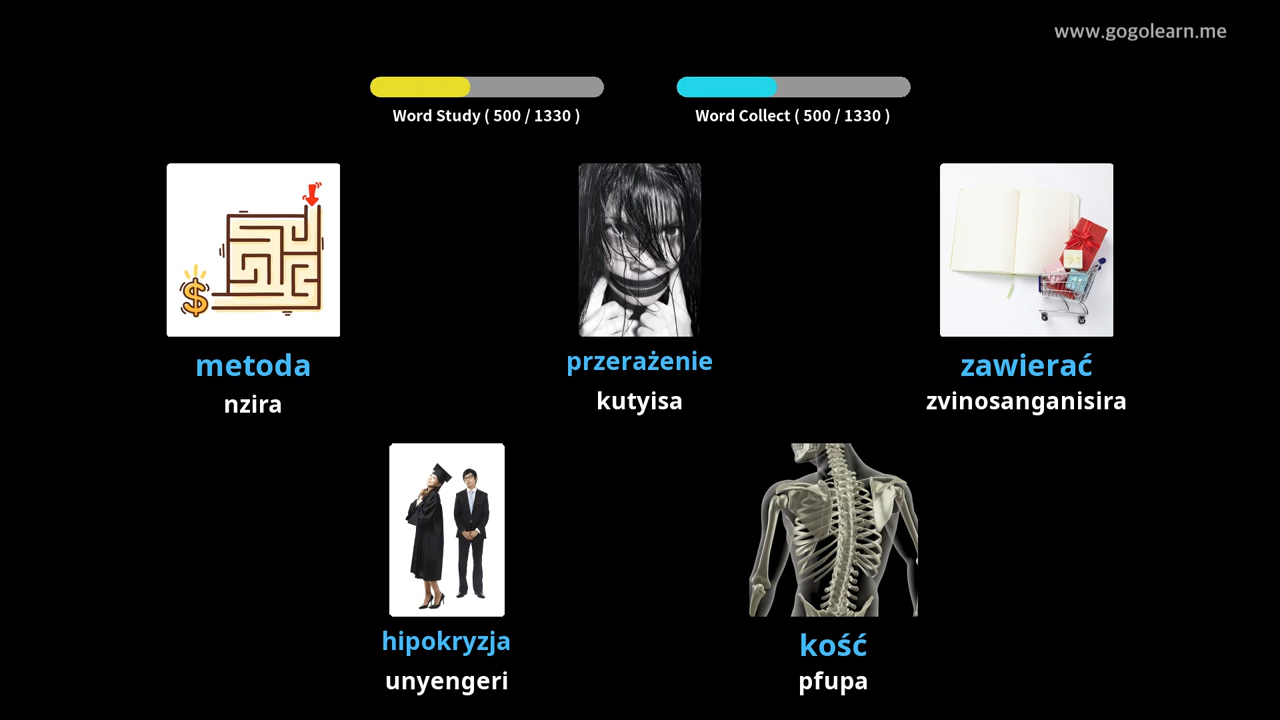 www.gogolearn.me
Word Study ( 500 / 1330 )
Word Collect ( 500 / 1330 )
metoda
nzira
przerażenie
kutyisa
zawierać
zvinosanganisira
hipokryzja
unyengeri
kość
pfupa